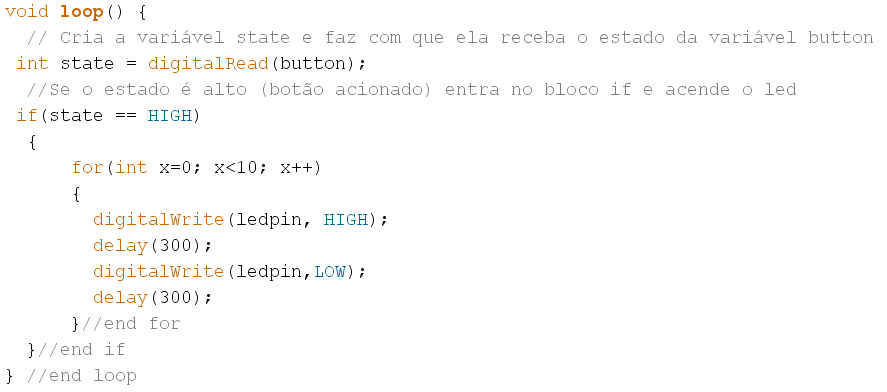 void loop() {
  // Cria a variável state e faz com que ela receba o estado da variável button
 int state = digitalRead(button);
  //Se o estado é alto (botão acionado) entra no bloco if e acende o led
 if(state == HIGH)
  {
      for(int x=0; x<10; x++)
      {
        digitalWrite(ledpin, HIGH);
        delay(300);
        digitalWrite(ledpin,LOW);
        delay(300);
      }//end for
  }//end if
} //end loop